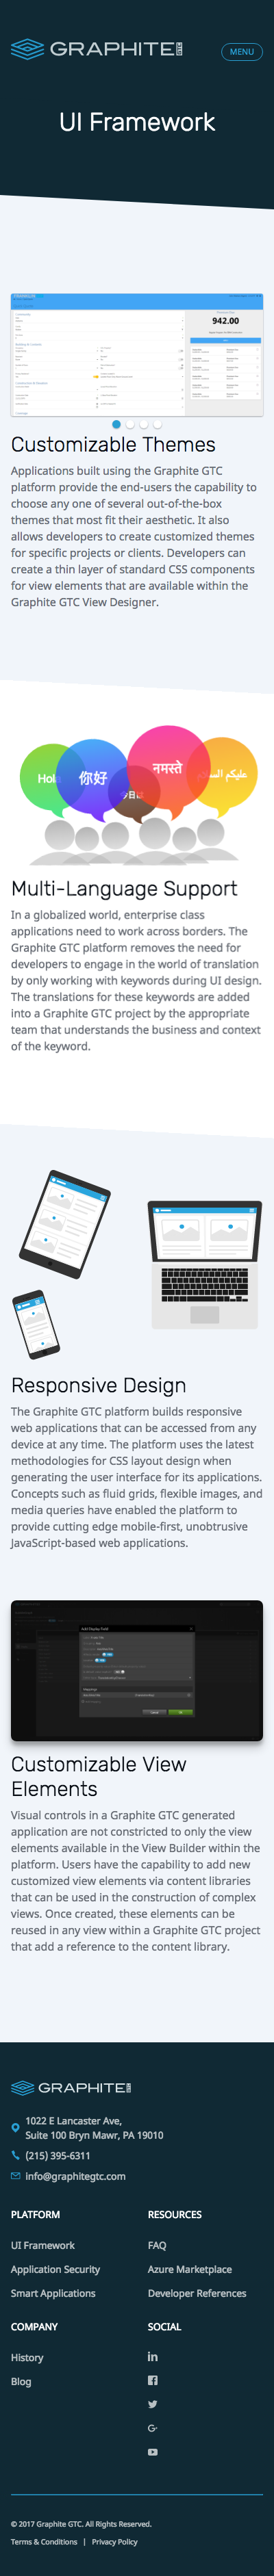 GRAPHITE GTC
MENU
UI Framework
942.00
Customizable Themes
Applications built using the Graphite GTC
platform provide the end-users the capability to
choose any one of several out-of-the-box
themes that most fit their aesthetic. It also
allows developers to create customized themes
for specific projects or clients. Developers can
create a thin layer of standard CSS components
for view elements that are available within the
Graphite GTC View Designer.
Hola
你好
今日は
नमस्ते
عليكم السلام
Multi-Language Support
In a globalized world, enterprise class
applications need to work across borders. The
Graphite GTC platform removes the need for
developers to engage in the world of translation
by only working with keywords during UI design.
The translations for these keywords are added
into a Graphite GTC project by the appropriate
team that understands the business and context
of the keyword.
Responsive Design
The Graphite GTC platform builds responsive
web applications that can be accessed from any
device at any time. The platform uses the latest
methodologies for CSS layout design when
generating the user interface for its applications.
Concepts such as fluid grids, flexible images, and
media queries have enabled the platform to
provide cutting edge mobile-first, unobtrusive
JavaScript-based web applications.
Customizable View
Elements
Visual controls in a Graphite GTC generated
application are not constricted to only the view
elements available in the View Builder within the
platform. Users have the capability to add new
customized view elements via content libraries
that can be used in the construction of complex
views. Once created, these elements can be
reused in any view within a Graphite GTC project
that add a reference to the content library.
GRAPHITE GTC
1022 E Lancaster Ave,
Suite 100 Bryn Mawr, PA 19010
(215) 395-6311
info@graphitegtc.com
PLATFORM
UI Framework
Application Security
Smart Applications
RESOURCES
FAQ
Azure Marketplace
Developer References
COMPANY
History
Blog
SOCIAL
© 2017 Graphite GTC. All Rights Reserved.
Terms & Conditions | Privacy Policy